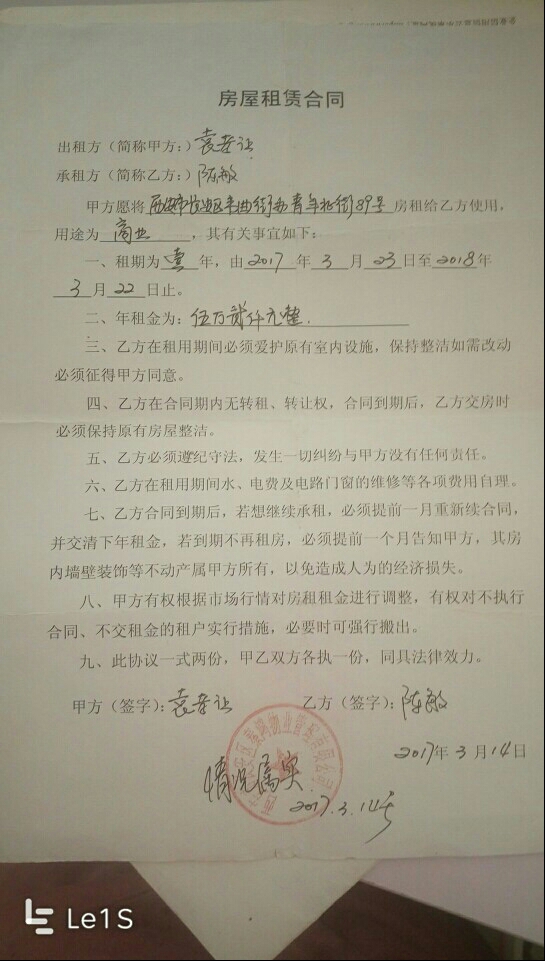 房屋租赁合同
出租方（简称甲方：）袁
承租方（简称乙方：）陈敏
甲方愿将 西安市长安区韦曲街办青年北街89号 房租给乙方使用，
用途为 商业 ，其有关事宜如下：
一、租期为 壹 年，由 2017 年 3 月 23 日至 2018 年
3 月 22 日止。
二、年租金为：伍万贰仟元整．
三、乙方在租用期间必须爱护原有室内设施，保持整洁如需改动
必须征得甲方同意。
四、乙方在合同期内无转租、转让权，合同到期后，乙方交房时
必须保持原有房屋整洁。
五、乙方必须遵纪守法，发生一切纠纷与甲方没有任何责任。
六、乙方在租用期间水、电费及电路门窗的维修等各项费用自理。
七、乙方合同到期后，若想继续承租，必须提前一月重新续合同，
并交清下年租金，若到期不再租房，必须提前一个月告知甲方，其房
内墙壁装饰等不动产属甲方所有，以免造成人为的经济损失。
八、甲方有权根据市场行情对房租租金进行调整，有权对不执行
合同、不交租金的租户实行措施，必要时可强行搬出。
九、此协议一式两份，甲乙双方各执一份，同具法律效力。
甲方（签字）：袁 乙方（签字）：陈敏
2017年 3 月 14日
物业管理有限公司
情况属实
2017.3.14号
Le1S